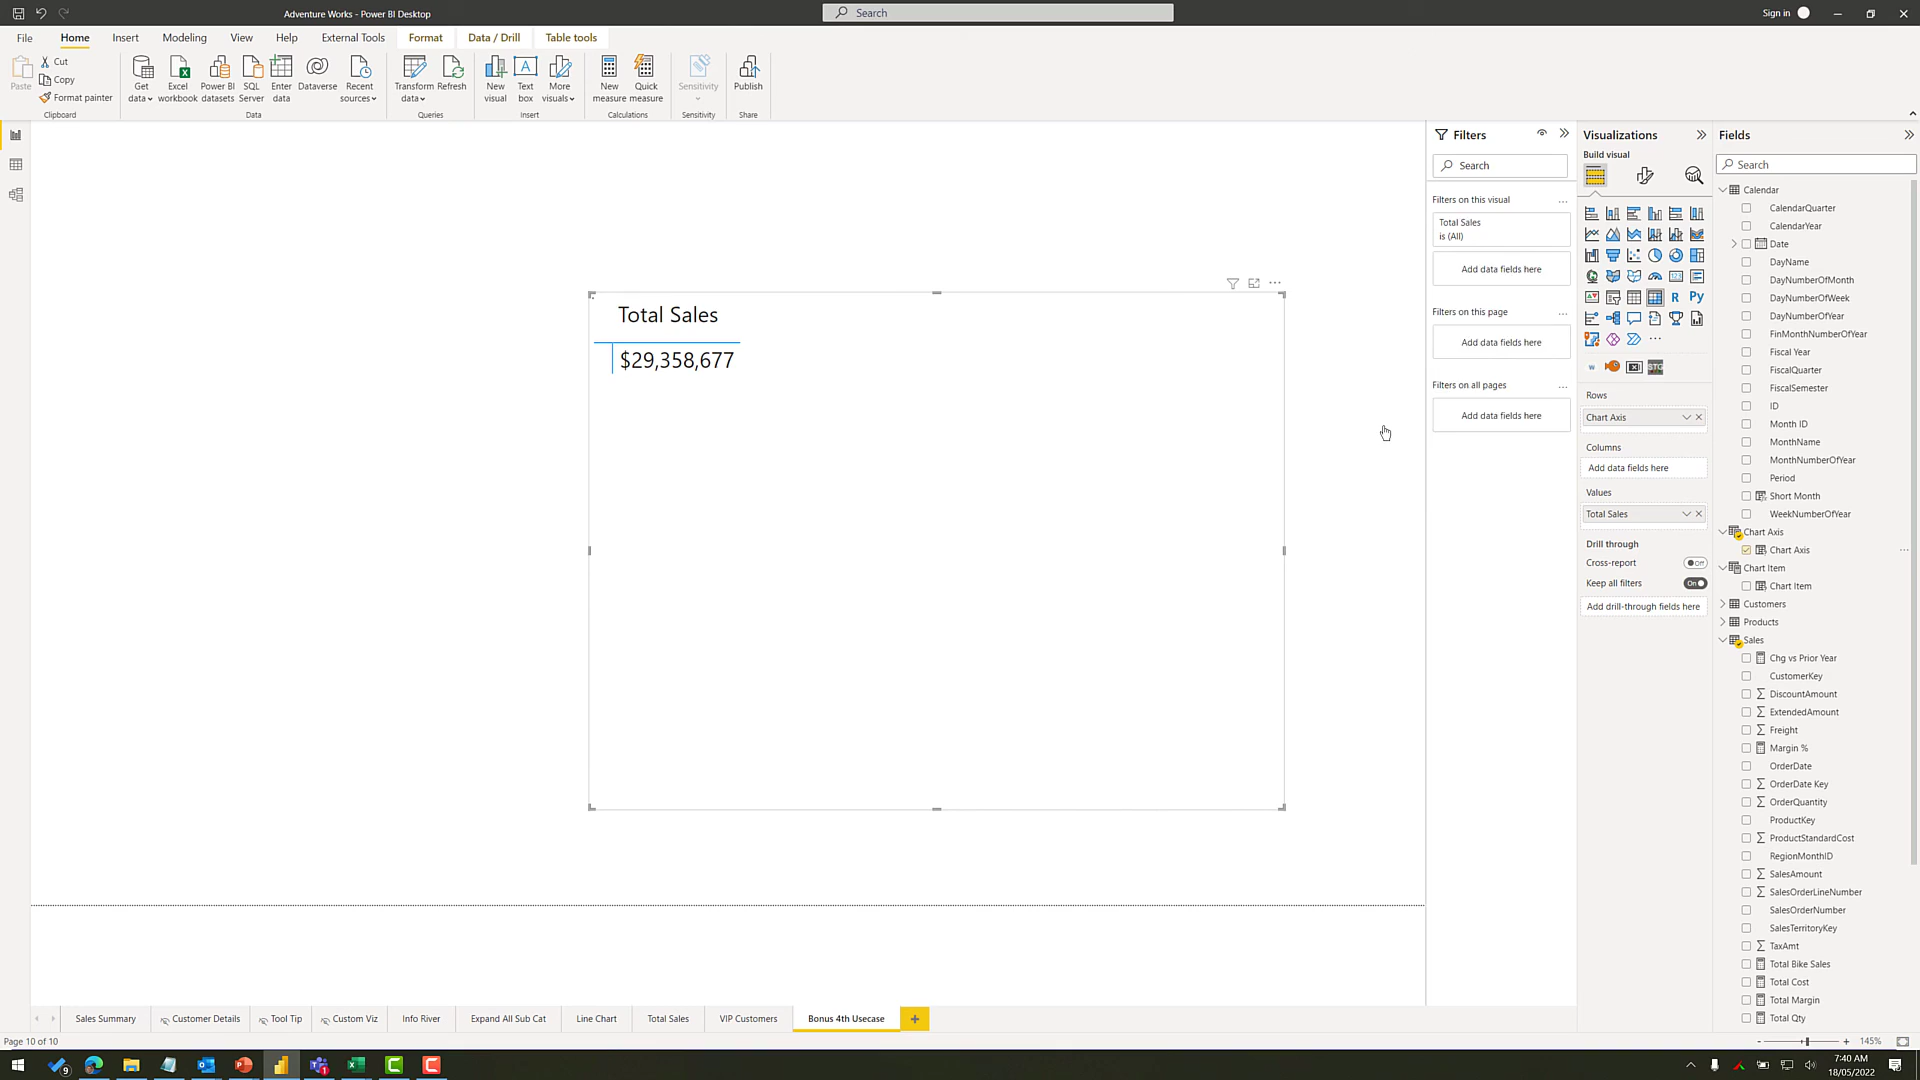 Adventure Works - Power BI Desktop
Search
Sign in
File
Home
Insert
Modeling
View
Help
External Tools
Format
Data / Drill
Table tools
Paste
Cut
Copy
Format painter
Clipboard
Get data
Excel workbook
Power BI datasets
SQL Server
Enter data
Dataverse
Recent sources
Data
Transform data
Refresh
Queries
New visual
Text box
More visuals
Insert
New measure
Quick measure
Calculations
Sensitivity
Sensitivity
Publish
Share
Total Sales
$29,358,677
Filters
Search
Filters on this visual
...
Total Sales
is (All)
Add data fields here
Filters on this page
...
Add data fields here
Filters on all pages
...
Add data fields here
Visualizations
Build visual
R
Py
Rows
Chart Axis
Columns
Add data fields here
Values
Total Sales
Drill through
Cross-report
Off
Keep all filters
On
Add drill-through fields here
Fields
Search
Calendar
CalendarQuarter
CalendarYear
Date
DayName
DayNumberOfMonth
DayNumberOfWeek
DayNumberOfYear
FinMonthNumberOfYear
Fiscal Year
FiscalQuarter
FiscalSemester
ID
Month ID
MonthName
MonthNumberOfYear
Period
Short Month
WeekNumberOfYear
Chart Axis
Chart Axis
Chart Item
Chart Item
Customers
Products
Sales
Chg vs Prior Year
CustomerKey
DiscountAmount
ExtendedAmount
Freight
Margin %
OrderDate
OrderDate Key
OrderQuantity
ProductKey
ProductStandardCost
RegionMonthID
SalesAmount
SalesOrderLineNumber
SalesOrderNumber
SalesTerritoryKey
TaxAmt
Total Bike Sales
Total Cost
Total Margin
Total Qty
Sales Summary
Customer Details
Tool Tip
Custom Viz
Info River
Expand All Sub Cat
Line Chart
Total Sales
VIP Customers
Bonus 4th Usecase
Page 10 of 10
145%
7:40 AM
18/05/2022